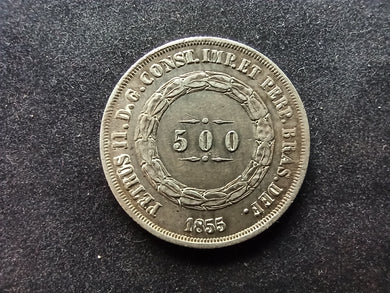 PETRUS II. D. G. CONST. IMP. ET PERP. BRAS. DEF.
500
1855